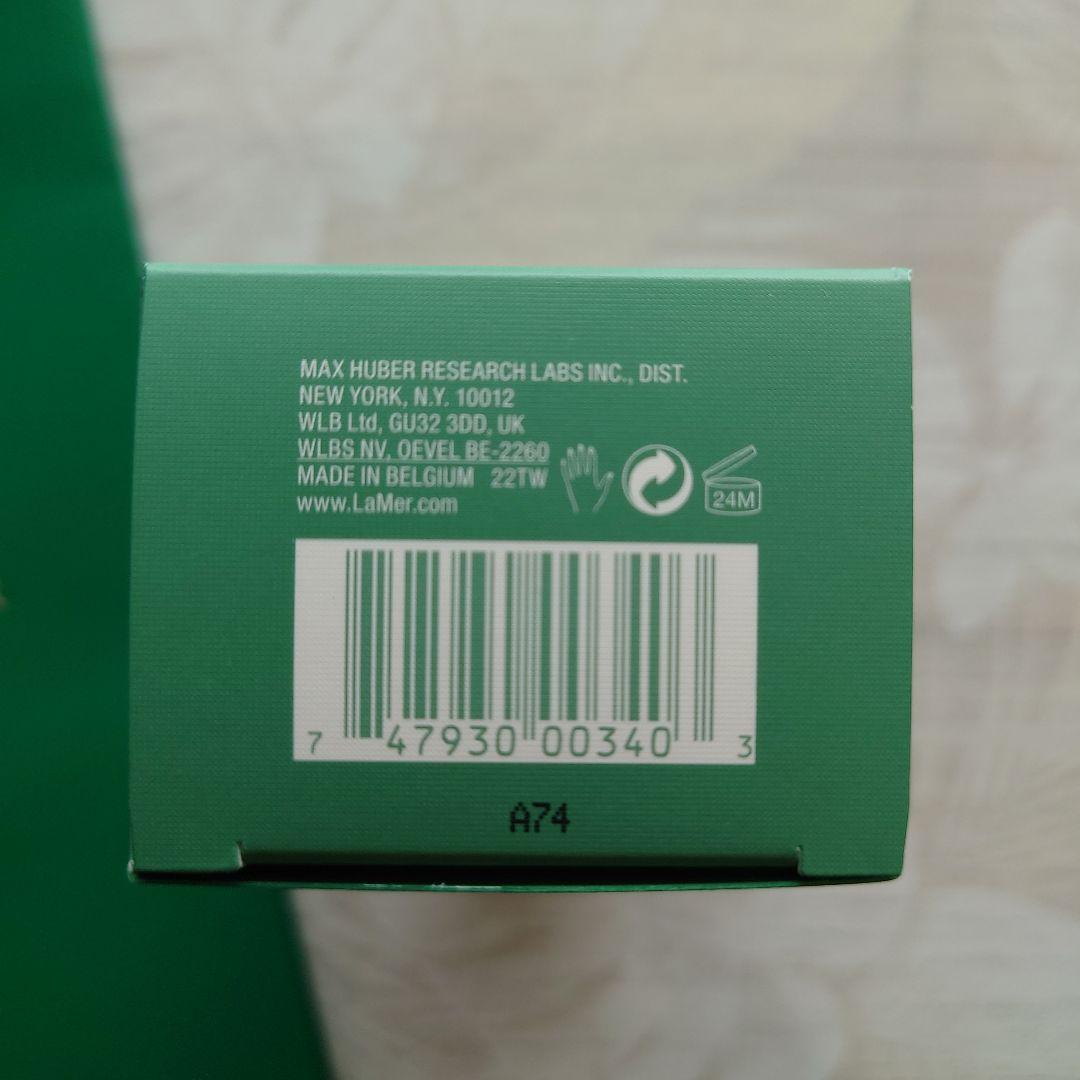 MAX HUBER RESEARCH LABS INC., DIST.
NEW YORK, N.Y. 10012
WLB Ltd, GU32 3DD, UK
WLBS NV, OEVEL BE-2260
MADE IN BELGIUM 22TW
www.LaMer.com
24M
7 47930 00340 3
A74